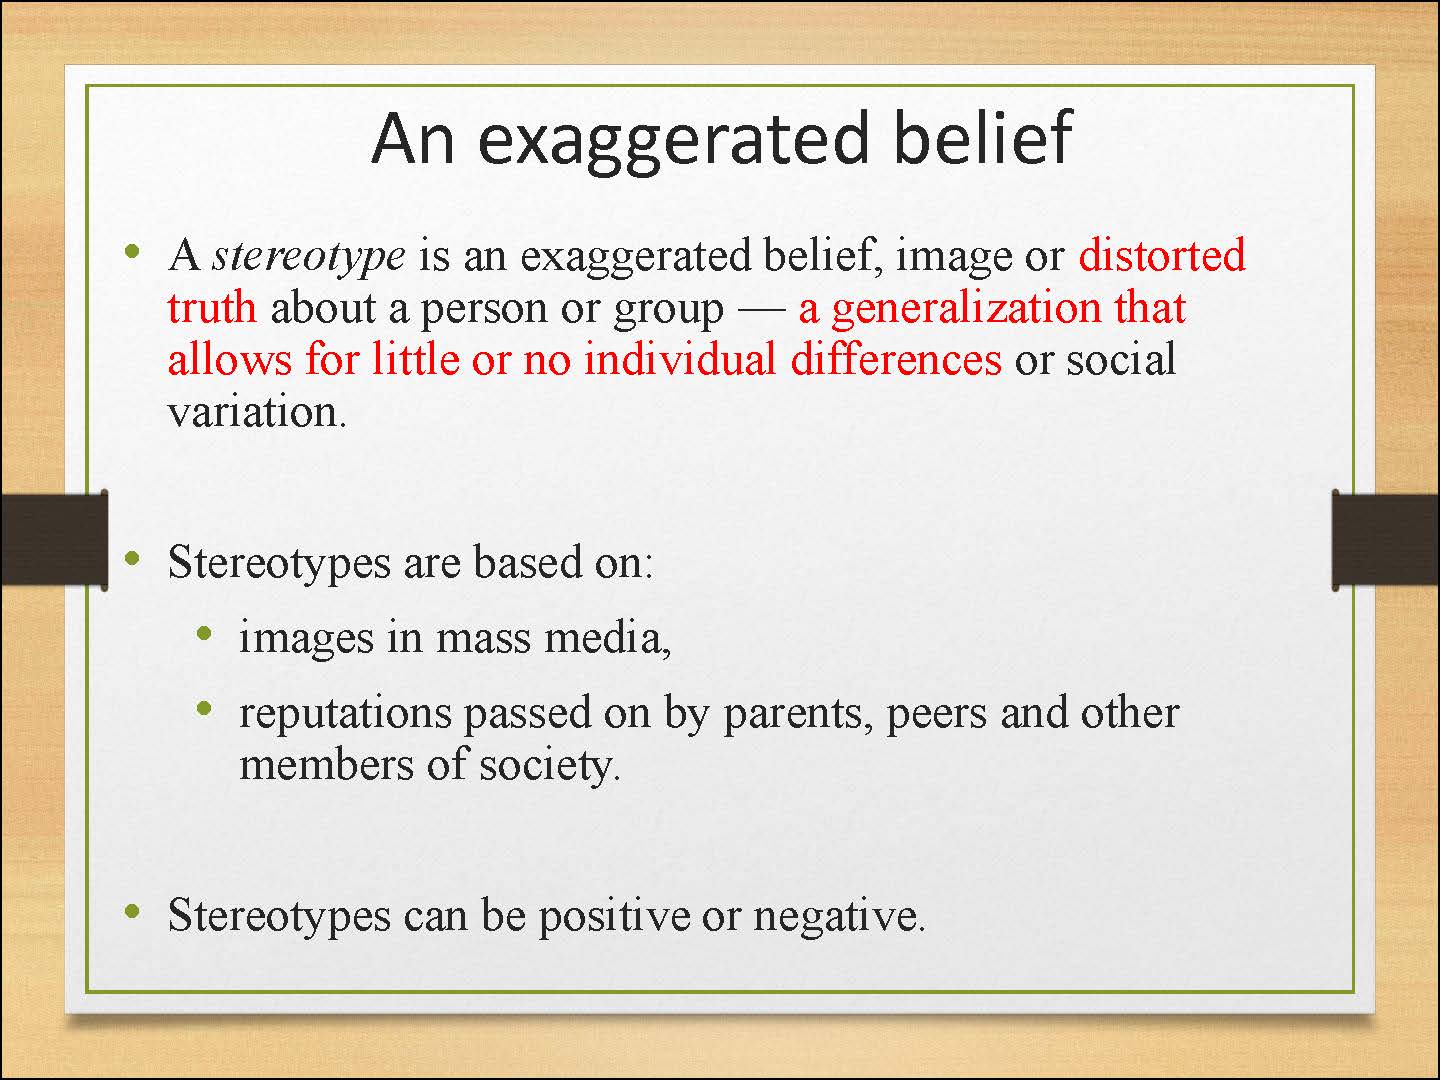 An exaggerated belief
• A stereotype is an exaggerated belief, image or distorted
truth about a person or group — a generalization that
allows for little or no individual differences or social
variation.
• Stereotypes are based on:
• images in mass media,
• reputations passed on by parents, peers and other
members of society.
• Stereotypes can be positive or negative.